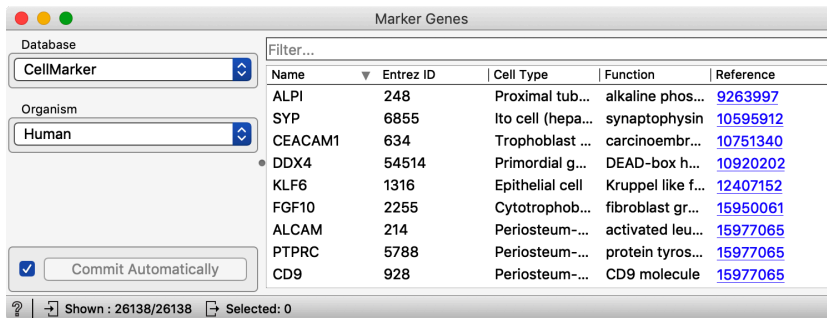 Marker Genes
Database
CellMarker
Organism
Human
Commit Automatically
Filter...
Name Entrez ID Cell Type Function Reference
ALPI 248 Proximal tub... alkaline phos... 9263997
SYP 6855 Ito cell (hepa... synaptophysin 10595912
CEACAM1 634 Trophoblast ... carcinoembr... 10751340
DDX4 54514 Primordial g... DEAD-box h... 10920202
KLF6 1316 Epithelial cell Kruppel like f... 12407152
FGF10 2255 Cytotrophob... fibroblast gr... 15950061
ALCAM 214 Periosteum-... activated leu... 15977065
PTPRC 5788 Periosteum-... protein tyros... 15977065
CD9 928 Periosteum-... CD9 molecule 15977065
? Shown : 26138/26138 Selected: 0